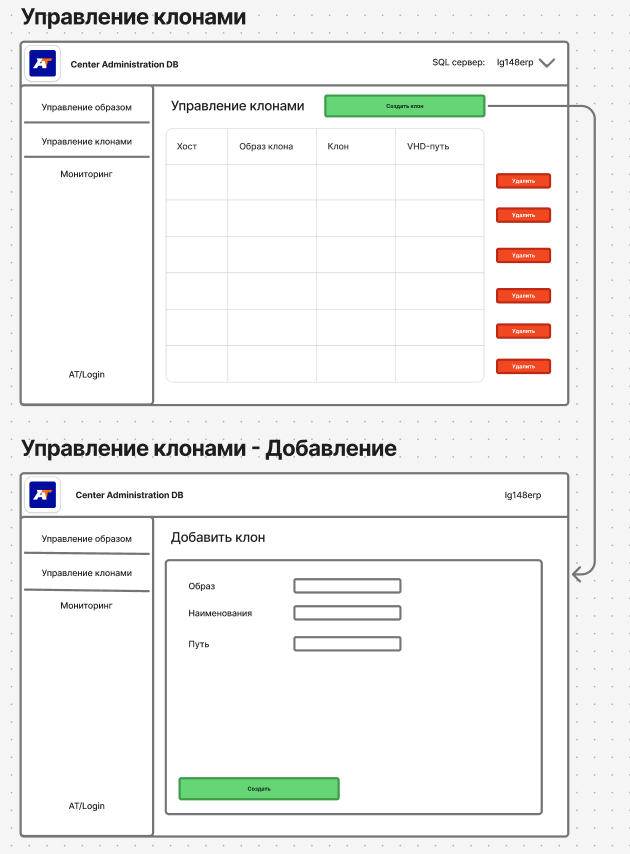 Управление клонами
AT
Center Administration DB
SQL сервер: lg148erp
Управление образом
Управление клонами
Мониторинг
AT/Login
Управление клонами
Создать клон
Хост Образ клона Клон VHD-путь
Удалить
Удалить
Удалить
Удалить
Удалить
Удалить
Управление клонами - Добавление
AT
Center Administration DB
lg148erp
Управление образом
Управление клонами
Мониторинг
AT/Login
Добавить клон
Образ
Наименования
Путь
Создать